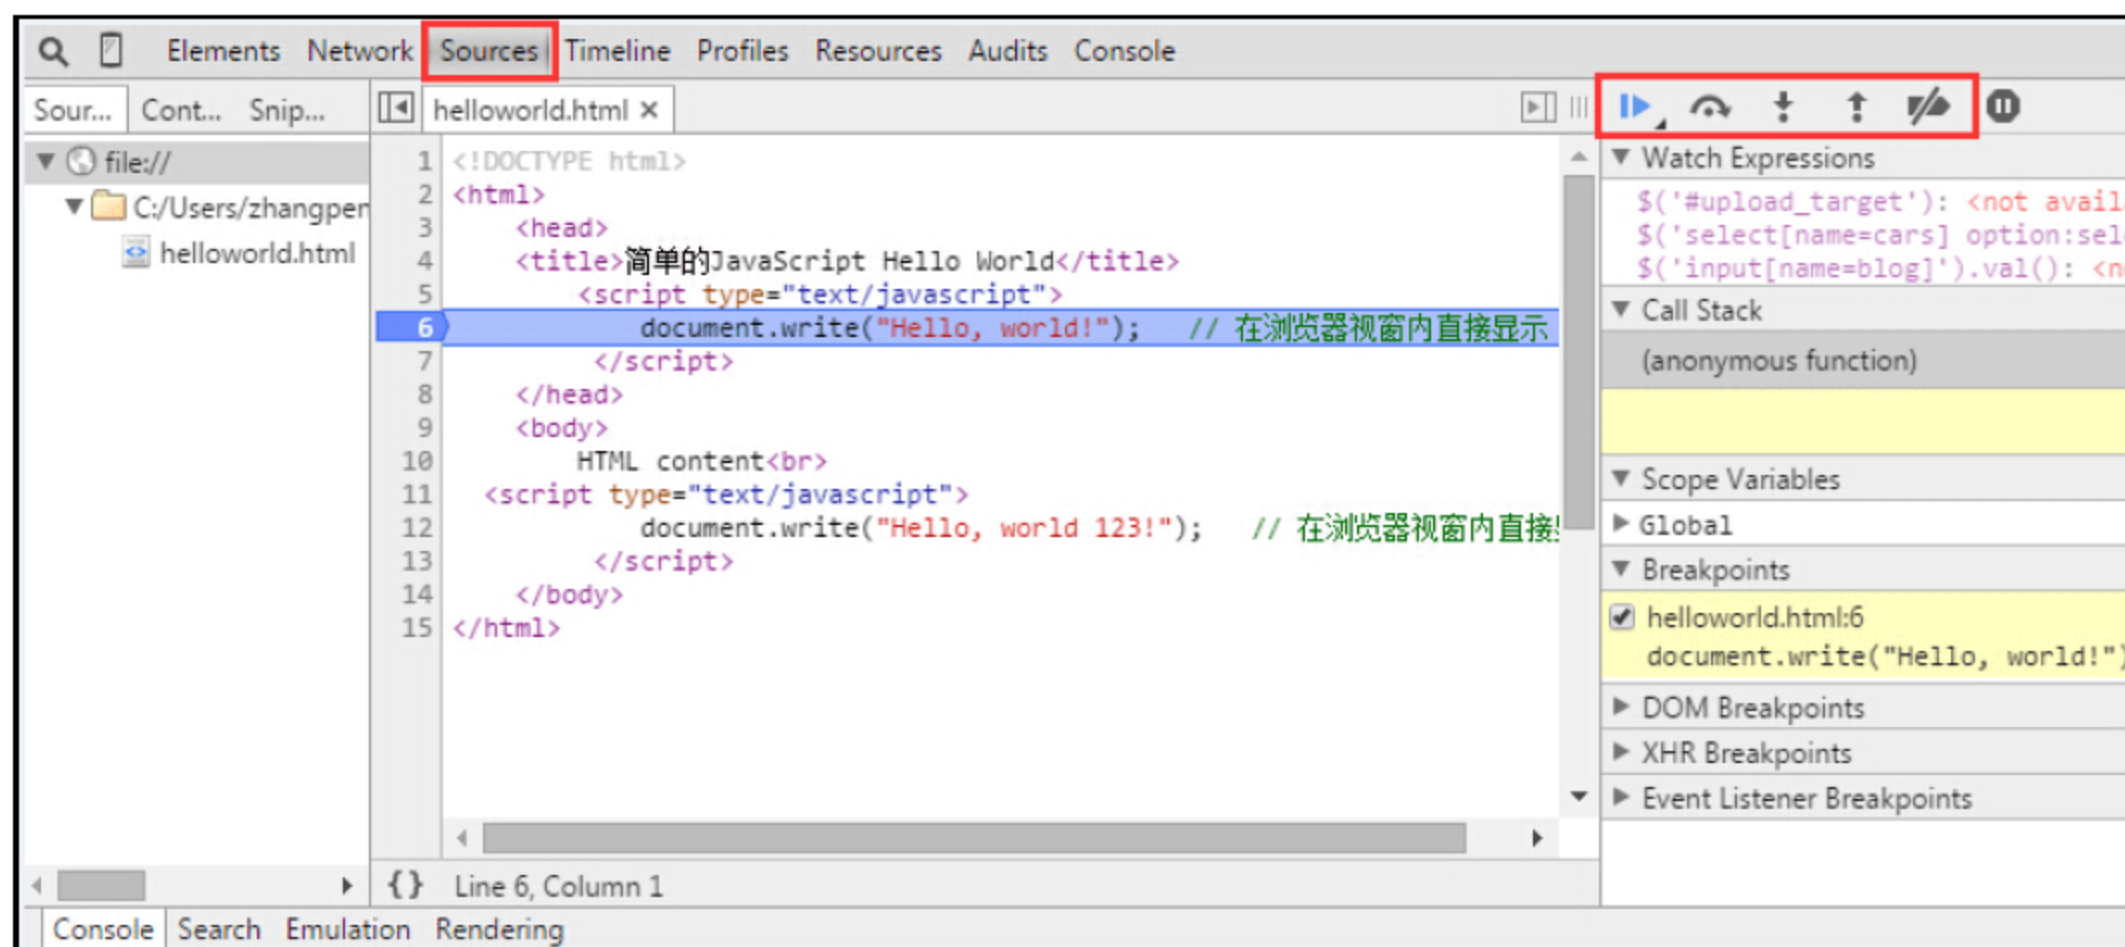 Elements Network Sources Timeline Profiles Resources Audits Console
Sour... Cont... Snip...
helloworld.html ×
file://
C:/Users/zhangpen
helloworld.html
1 <!DOCTYPE html>
2 <html>
3 <head>
4 <title>简单的JavaScript Hello World</title>
5 <script type="text/javascript">
6 document.write("Hello, world!"); // 在浏览器视窗内直接显示
7 </script>
8 </head>
9 <body>
10 HTML content<br>
11 <script type="text/javascript">
12 document.write("Hello, world 123!"); // 在浏览器视窗内直接
13 </script>
14 </body>
15 </html>
{} Line 6, Column 1
Watch Expressions
$('#upload_target'): <not avail
$('select[name=cars] option:sel
$('input[name=blog]').val(): <n
Call Stack
(anonymous function)
Scope Variables
Global
Breakpoints
helloworld.html:6
document.write("Hello, world!")
DOM Breakpoints
XHR Breakpoints
Event Listener Breakpoints
Console Search Emulation Rendering